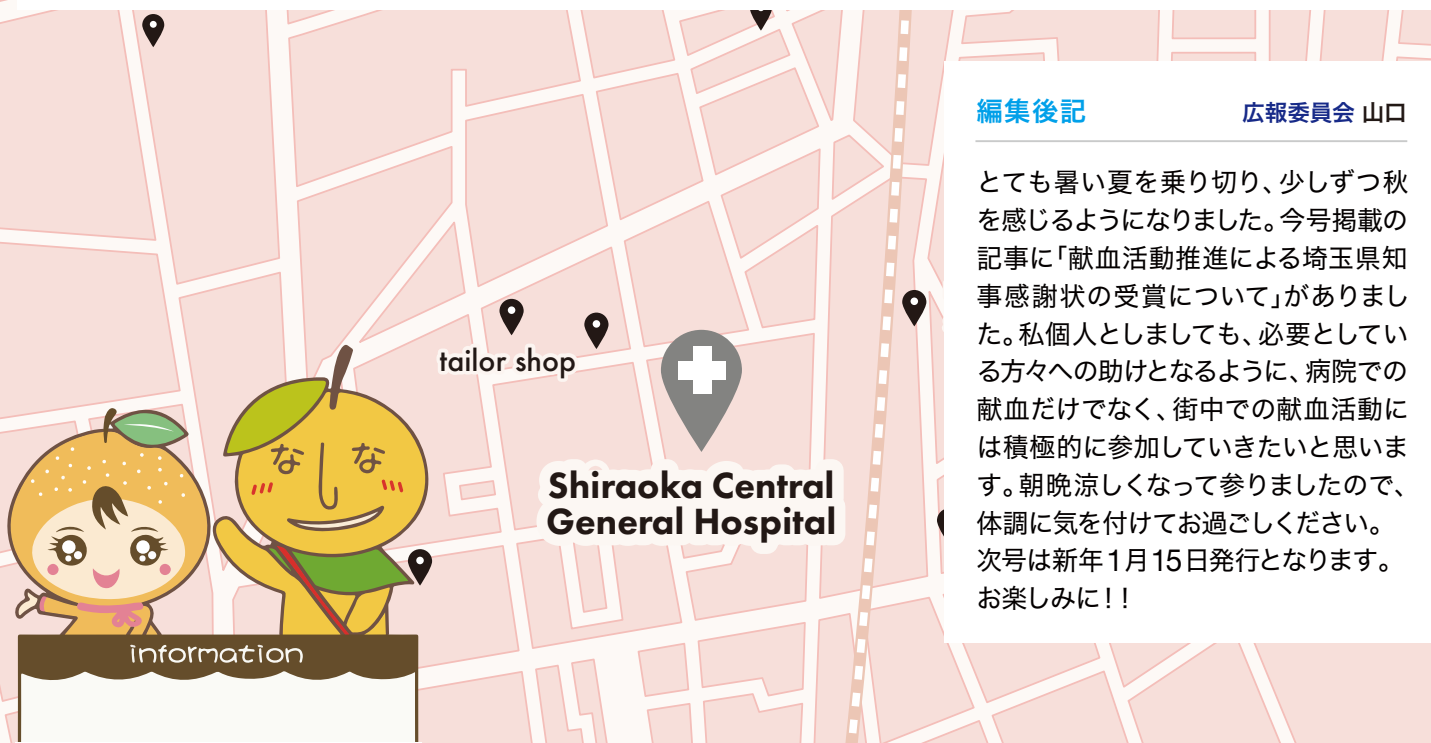 編集後記
広報委員会 山口
とても暑い夏を乗り切り、少しずつ秋
を感じるようになりました。今号掲載の
記事に「献血活動推進による埼玉県知
事感謝状の受賞について」がありまし
た。私個人としましても、必要としてい
る方々への助けとなるように、病院での
献血だけでなく、街中での献血活動に
は積極的に参加していきたいと思いま
す。朝晩涼しくなって参りましたので、
体調に気を付けてお過ごしください。
次号は新年1月15日発行となります。
お楽しみに!!
tailor shop
Shiraoka Central
General Hospital
な し な
information